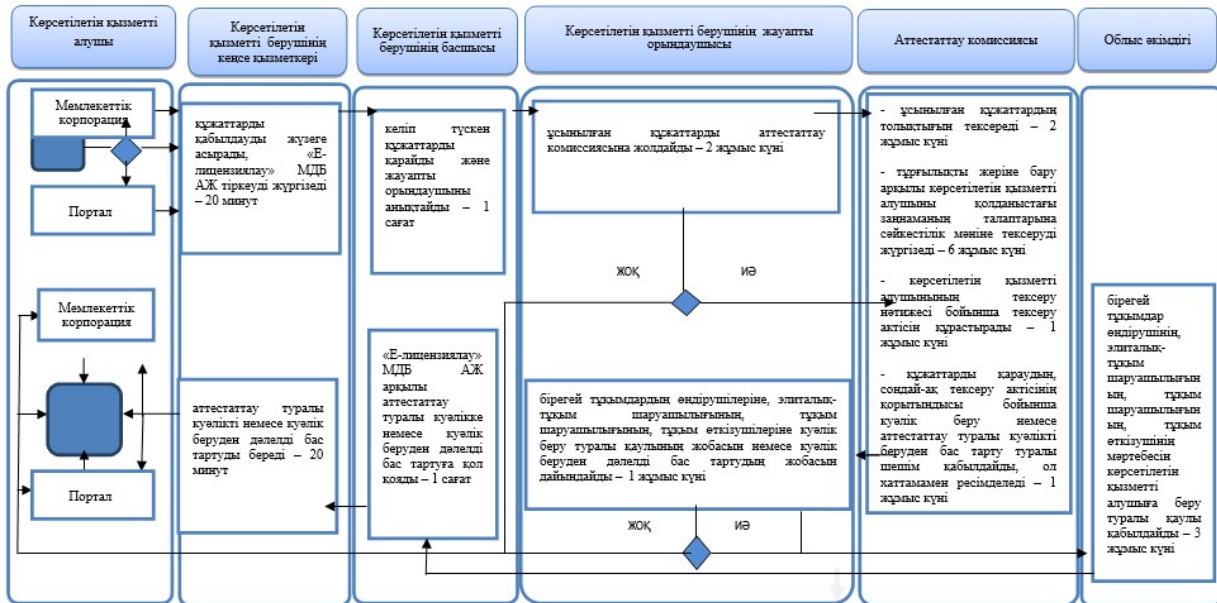 Көрсетілетін қызметті
алушы
Көрсетілетін
қызметті берушінің
кеңсе қызметкері
Көрсетілетін қызметті
берушінің басшысы
Көрсетілетін қызметті берушінің жауапты
орындаушысы
Аттестаттау комиссиясы
Облыс әкімдігі
Мемлекеттік
корпорация
Портал
Мемлекеттік
корпорация
Портал
құжаттарды
қабылдауды жүзеге
асырады, «Е-
лицензиялау» МДБ
АЖ тіркеуді жүргізеді
– 20 минут
аттестаттау туралы
куәлікті немесе куәлік
беруден дәлелді бас
тартуды береді – 20
минут
келіп түскен
құжаттарды
қарайды және
жауапты
орындаушыны
анықтайды – 1
сағат
«Е-лицензиялау»
МДБ АЖ
арқылы
аттестаттау
туралы куәлікке
немесе куәлік
беруден дәлелді
бас тартуға қол
қояды – 1 сағат
ұсынылған құжаттарды аттестаттау
комиссиясына жолдайды – 2 жұмыс күні
жоқ иә
бірегей тұқымдардың өндірушілеріне, элиталық-
тұқым шаруашылығының, тұқым
шаруашылығының, тұқым өткізушілеріне куәлік
беру туралы қаулының жобасын немесе куәлік
беруден дәлелді бас тартудың жобасын
дайындайды – 1 жұмыс күні
жоқ иә
- ұсынылған құжаттардың
толықтығын тексереді – 2
жұмыс күні
- тұрғылықты жеріне бару
арқылы көрсетілетін қызметті
алушыны қолданыстағы
заңнаманың талаптарына
сәйкестілік мәніне тексеруді
жүргізеді – 6 жұмыс күні
- көрсетілетін қызметті
алушынының тексеру
нәтижесі бойынша тексеру
актісін құрастырады – 1
жұмыс күні
- құжаттарды қараудың,
сондай-ақ тексеру актісінің
қорытындысы бойынша
куәлік беру немесе
аттестаттау туралы куәлікті
беруден бас тарту туралы
шешім қабылдайды, ол
хаттамамен ресімделеді – 1
жұмыс күні
бірегей
тұқымдар
өндірушінің,
элиталық-
тұқым
шаруашылығын
ың, тұқым
шаруашылығын
ың, тұқым
өткізушінің
мәртебесін
көрсетілетін
қызметті
алушыға беру
туралы қаулы
қабылдайды – 3
жұмыс күні